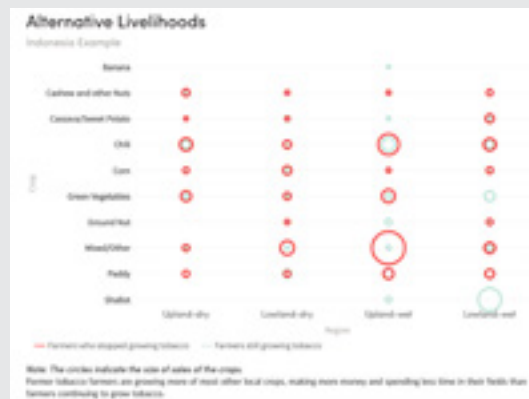 Alternative Livelihoods
Indonesia Example
Banana
Cashew and other Nuts
Cassava/Sweet Potato
Chili
Corn
Green Vegetables
Ground Nut
Mixed/Other
Paddy
Shallot
Crop
Upland-dry
Lowland-dry
Upland-wet
Lowland-wet
Region
Farmers who stopped growing tobacco
Farmers still growing tobacco
Note: The circles indicate the size of sales of the crops.
Former tobacco farmers are growing more of most other local crops, making more money and spending less time in their fields than
farmers continuing to grow tobacco.